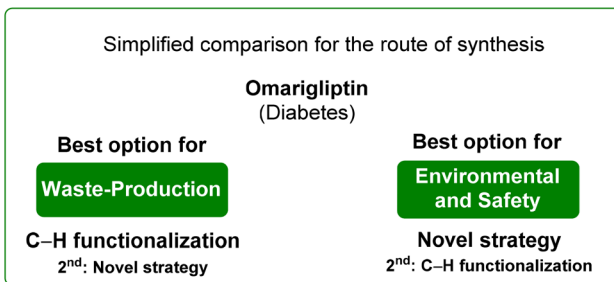 Simplified comparison for the route of synthesis
Omarigliptin
(Diabetes)
Best option for
Waste-Production
C–H functionalization
2nd: Novel strategy
Best option for
Environmental
and Safety
Novel strategy
2nd: C–H functionalization